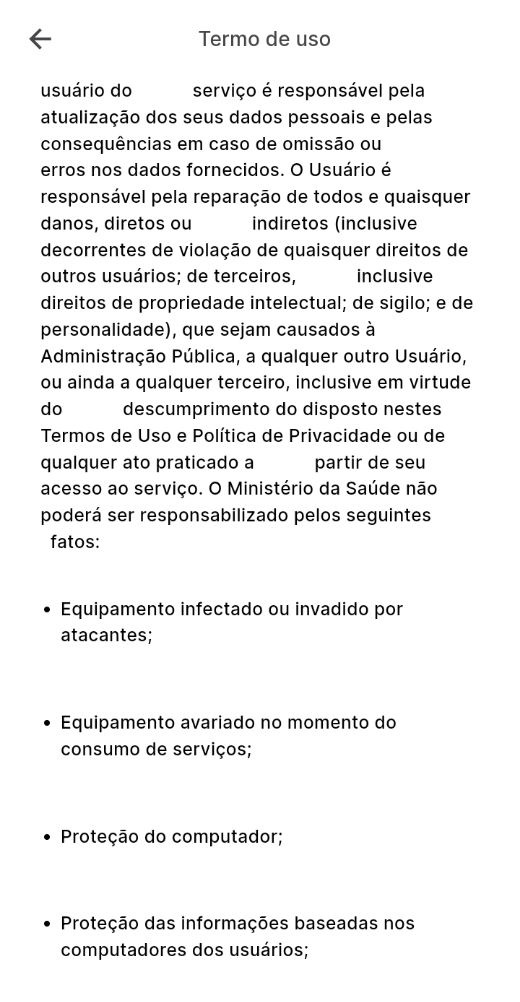 Termo de uso
usuário do serviço é responsável pela
atualização dos seus dados pessoais e pelas
consequências em caso de omissão ou
erros nos dados fornecidos. O Usuário é
responsável pela reparação de todos e quaisquer
danos, diretos ou indiretos (inclusive
decorrentes de violação de quaisquer direitos de
outros usuários; de terceiros, inclusive
direitos de propriedade intelectual; de sigilo; e de
personalidade), que sejam causados à
Administração Pública, a qualquer outro Usuário,
ou ainda a qualquer terceiro, inclusive em virtude
do descumprimento do disposto nestes
Termos de Uso e Política de Privacidade ou de
qualquer ato praticado a partir de seu
acesso ao serviço. O Ministério da Saúde não
poderá ser responsabilizado pelos seguintes
fatos:
• Equipamento infectado ou invadido por
atacantes;
• Equipamento avariado no momento do
consumo de serviços;
• Proteção do computador;
• Proteção das informações baseadas nos
computadores dos usuários;